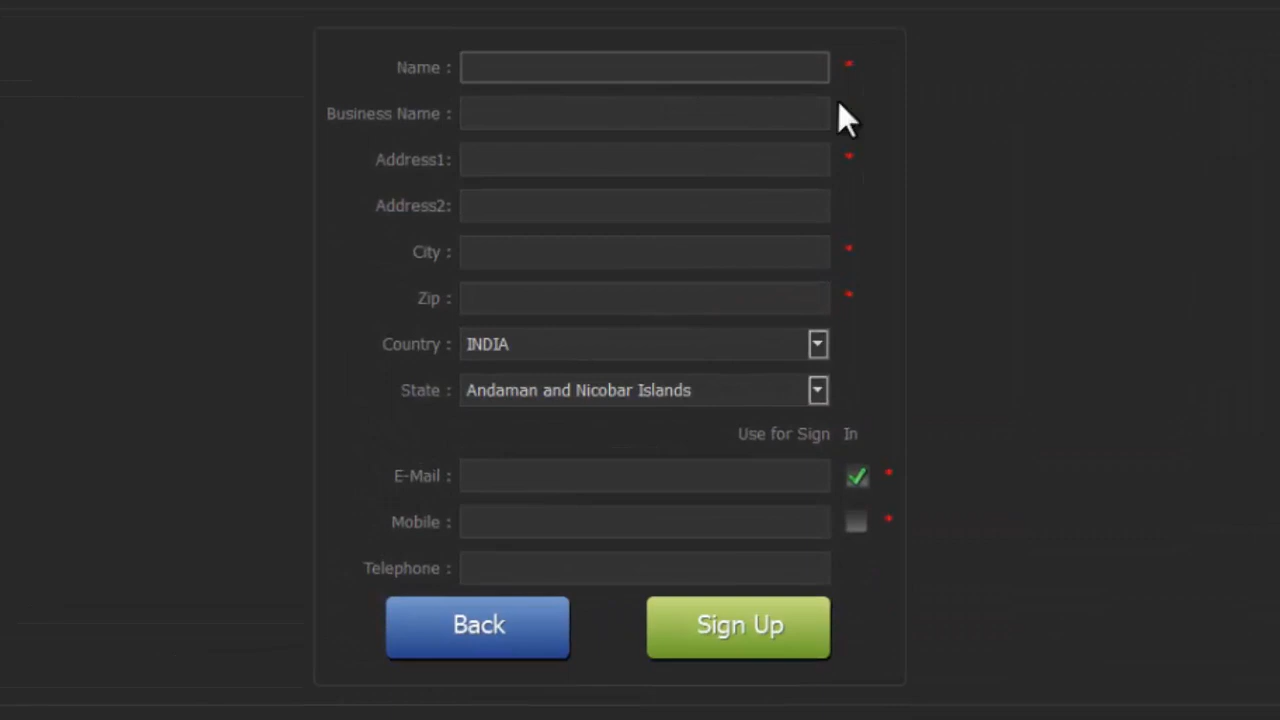 Name : *
Business Name :
Address1: *
Address2:
City : *
Zip : *
Country : INDIA
State : Andaman and Nicobar Islands
Use for Sign In
E-Mail : *
Mobile : *
Telephone :
Back Sign Up